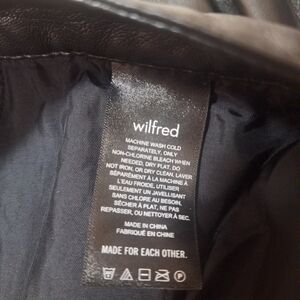 wilfred
MACHINE WASH COLD
SEPARATELY, ONLY
NON-CHLORINE BLEACH WHEN
NEEDED, DRY FLAT, DO
NOT IRON, OR DRY CLEAN, LAVER
SÉPARÉMENT À LA MACHINE À
L'EAU FROIDE, UTILISER
SEULEMENT UN JAVELLISANT
SANS CHLORE AU BESOIN,
SÉCHER À PLAT, NE PAS
REPASSER, OU NETTOYER À SEC.
MADE IN CHINA
FABRIQUÉ EN CHINE
MADE FOR EACH OTHER.